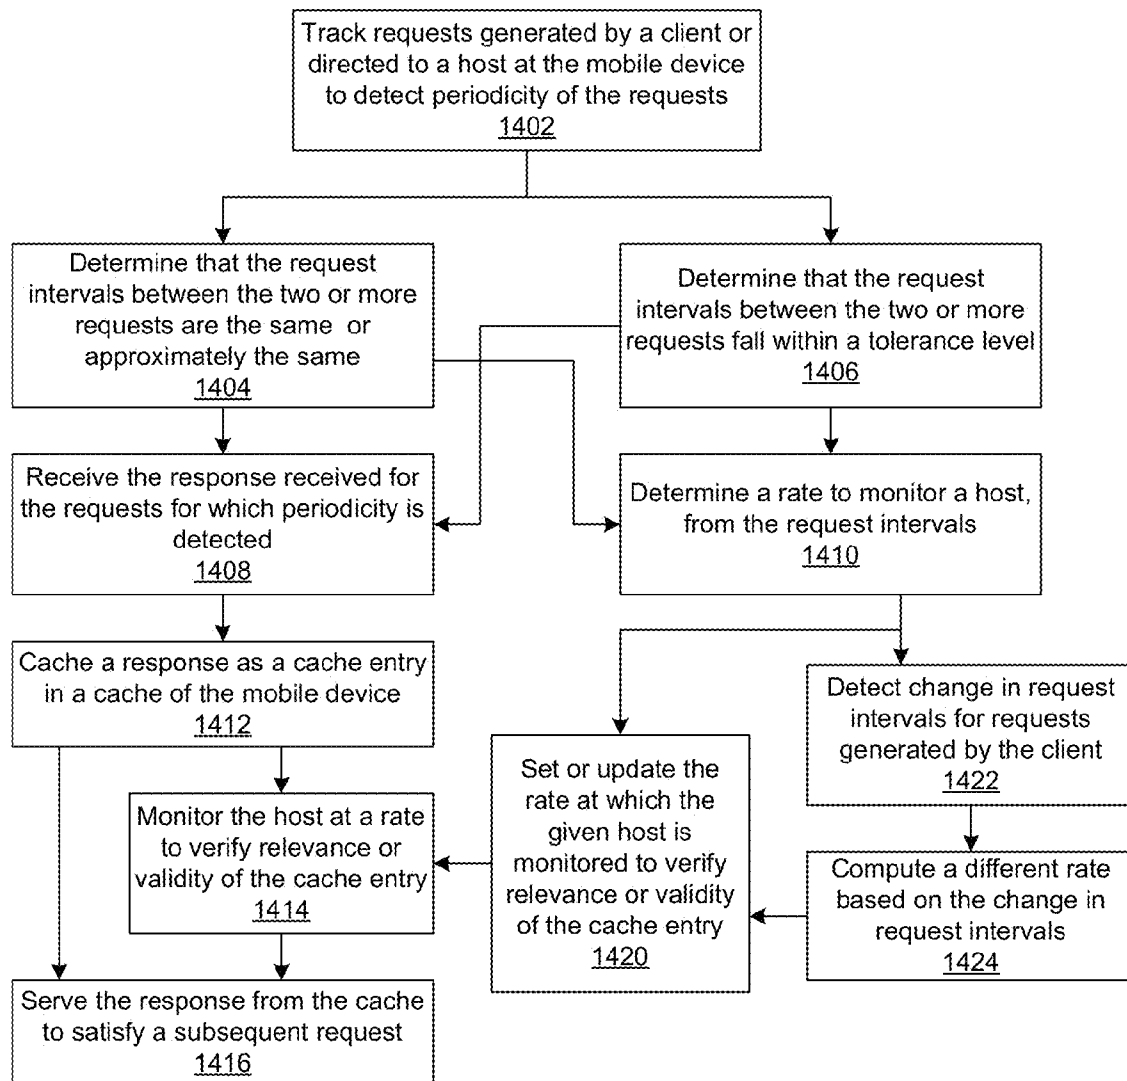 Track requests generated by a client or
directed to a host at the mobile device
to detect periodicity of the requests
1402
Determine that the request
intervals between the two or more
requests are the same or
approximately the same
1404
Determine that the request
intervals between the two or more
requests fall within a tolerance level
1406
Receive the response received for
the requests for which periodicity is
detected
1408
Determine a rate to monitor a host,
from the request intervals
1410
Cache a response as a cache entry
in a cache of the mobile device
1412
Detect change in request
intervals for requests
generated by the client
1422
Set or update the
rate at which the
given host is
monitored to verify
relevance or validity
of the cache entry
1420
Monitor the host at a rate
to verify relevance or
validity of the cache entry
1414
Compute a different rate
based on the change in
request intervals
1424
Serve the response from the cache
to satisfy a subsequent request
1416